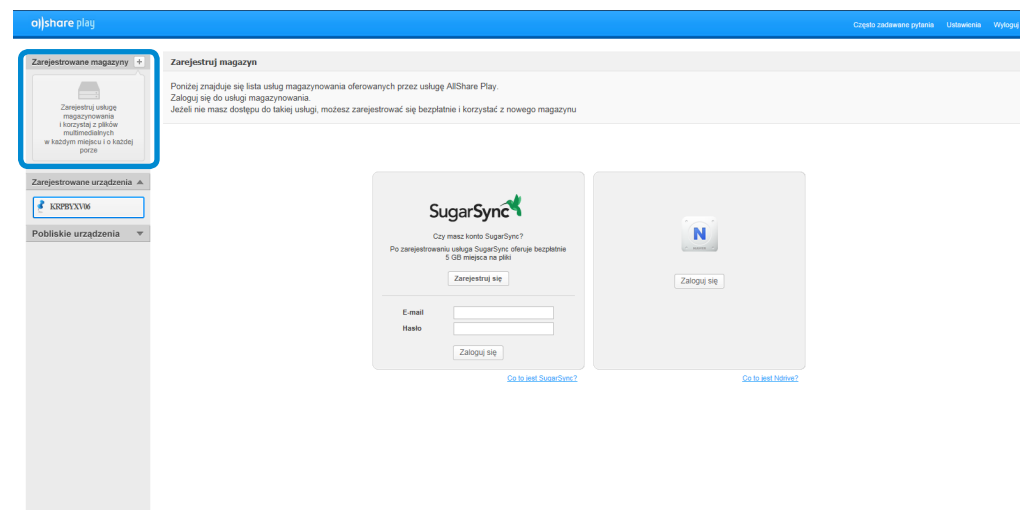 allshare play
Często zadawane pytania Ustawienia Wyloguj
Zarejestrowane magazyny +
Zarejestruj usługę
magazynowania
i korzystaj z plików
multimedialnych
w każdym miejscu i o każdej
porze
Zarejestrowane urządzenia
KRPBYXV06
Pobliskie urządzenia
Zarejestruj magazyn
Poniżej znajduje się lista usług magazynowania oferowanych przez usługę AllShare Play.
Zaloguj się do usługi magazynowania.
Jeżeli nie masz dostępu do takiej usługi, możesz zarejestrować się bezpłatnie i korzystać z nowego magazynu
SugarSync
Czy masz konto SugarSync?
Po zarejestrowaniu usługa SugarSync oferuje bezpłatnie
5 GB miejsca na pliki
Zarejestruj się
E-mail
Hasło
Zaloguj się
Co to jest SugarSync?
N
Zaloguj się
Co to jest Ndrive?